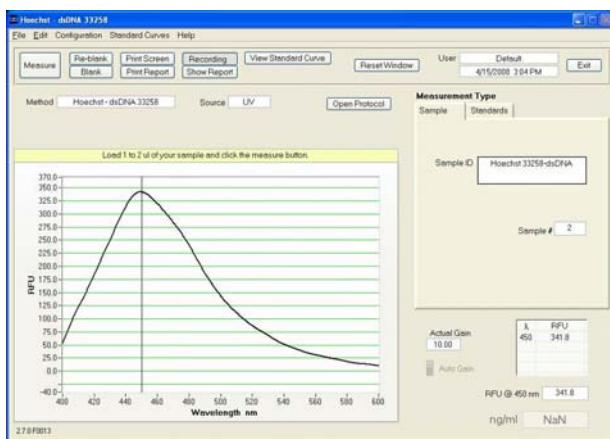 Hoechst - dsDNA 33258
File Edit Configuration Standard Curves Help
Measure
Re-blank Print Screen Recording View Standard Curve
Blank Print Report Show Report
Reset Window
User Default
4/15/2008 3:04 PM
Exit
Method Hoechst - dsDNA 33258 Source UV Open Protocol
Measurement Type
Sample Standards
Load 1 to 2 ul of your sample and click the measure button.
Sample ID Hoechst 33258-dsDNA
Sample # 2
RFU
370.0
350.0
325.0
300.0
275.0
250.0
225.0
200.0
175.0
150.0
125.0
100.0
75.0
50.0
25.0
0.0
-40.0
400 420 440 460 480 500 520 540 560 580 600
Wavelength nm
Actual Gain
10.00
Auto Gain
λ RFU
450 341.8
RFU @ 450 nm 341.8
ng/ml NaN
2.7.0 F0013